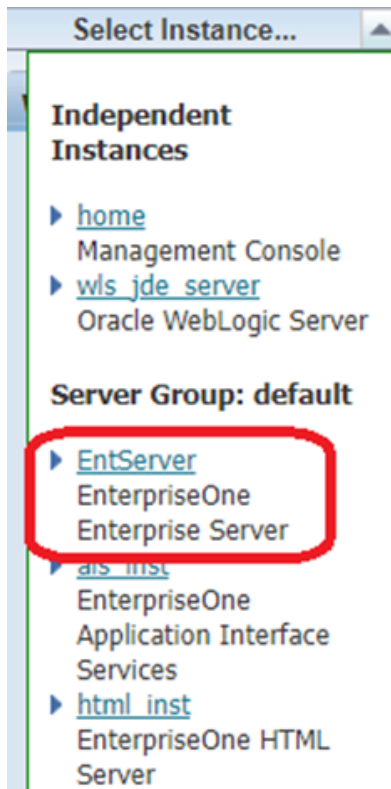 Select Instance...
Independent
Instances
home
Management Console
wls_jde_server
Oracle WebLogic Server
Server Group: default
EntServer
EnterpriseOne
Enterprise Server
ais_inst
EnterpriseOne
Application Interface
Services
html_inst
EnterpriseOne HTML
Server